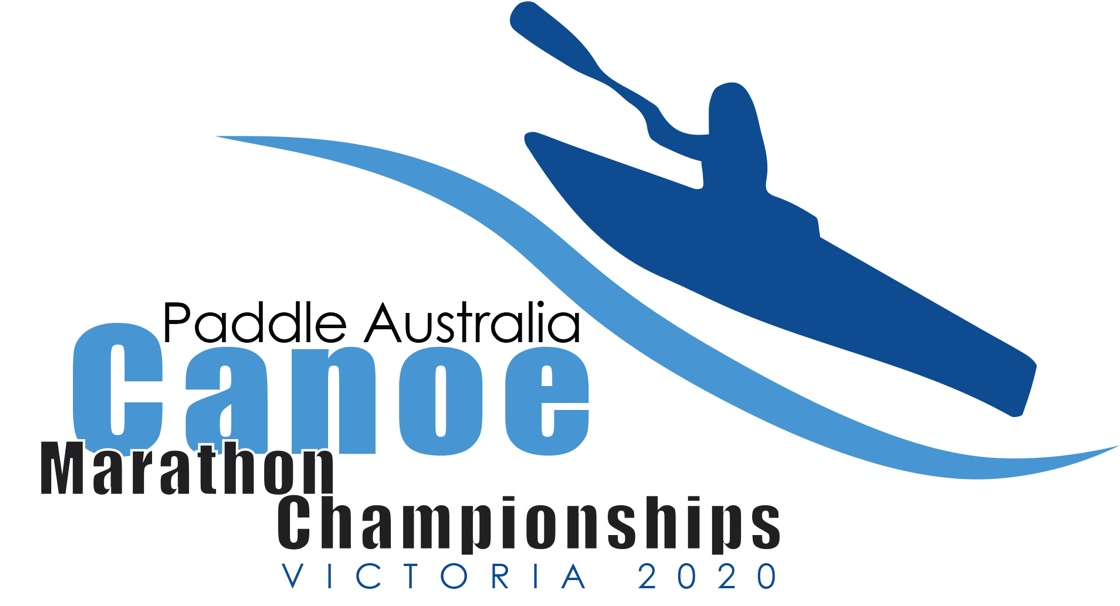 Paddle Australia
Canoe
Marathon
Championships
VICTORIA 2020